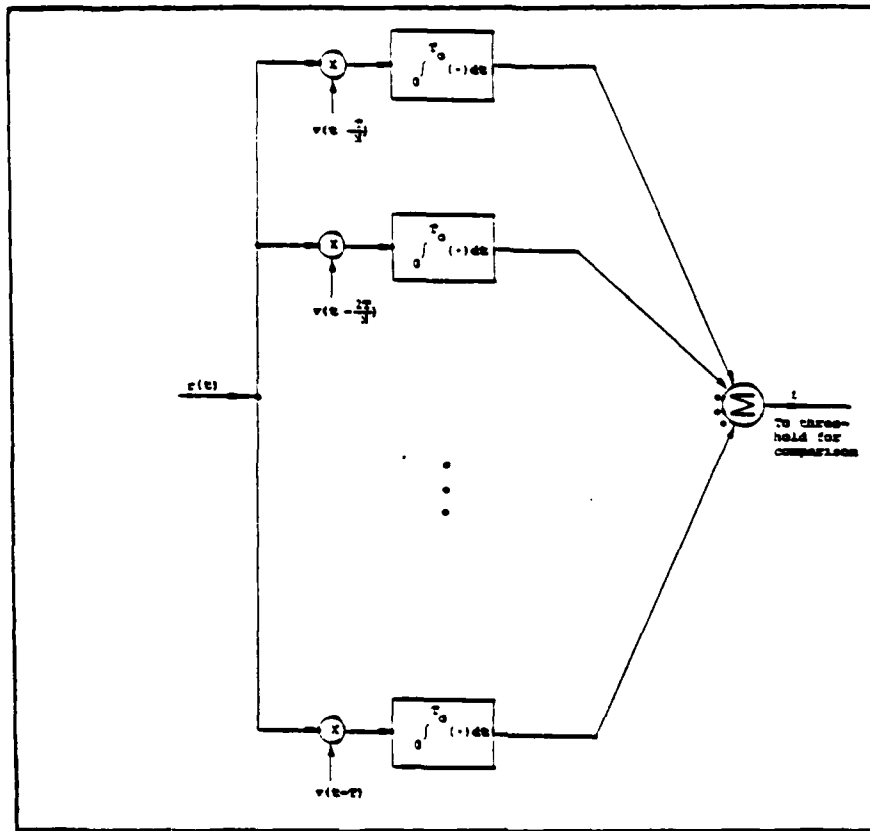 X
T₀
∫ (·)dt
0
v(t - T/M)
X
T₀
∫ (·)dt
0
v(t - 2T/M)
r(t)
Σ
To thres-
hold for
comparison
X
T₀
∫ (·)dt
0
v(t-T)